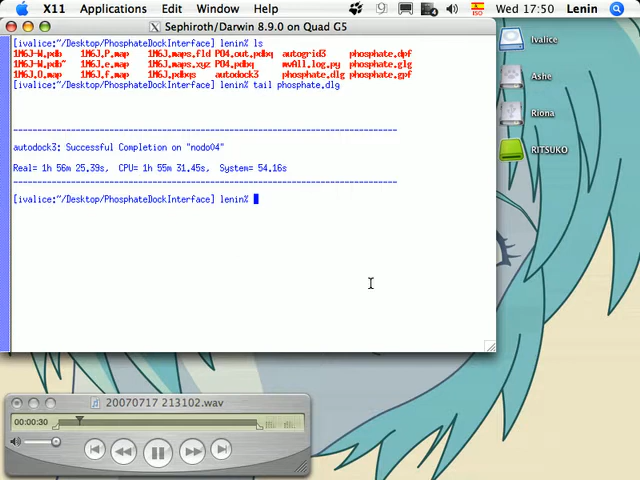 X11 Applications Edit Window ISO Wed 17:50 Lenin
Sephiroth/Darwin 8.9.0 on Quad G5
[ivalice:~/Desktop/PhosphateDockInterface] lenin% ls
1M6J-W.pdb 1M6J.P.map 1M6J.maps.fld PO4.out.pdbq autogrid3 phosphate.dpf
1M6J-W.pdb~ 1M6J.e.map 1M6J.maps.xyz PO4.pdbq mvAll.log.py phosphate.glg
1M6J.O.map 1M6J.f.map 1M6J.pdbqs autodock3 phosphate.dlg phosphate.gpf
[ivalice:~/Desktop/PhosphateDockInterface] lenin% tail phosphate.dlg
autodock3: Successful Completion on "nodo04"
Real= 1h 56m 25.39s, CPU= 1h 55m 31.45s, System= 54.16s
[ivalice:~/Desktop/PhosphateDockInterface] lenin%
Ivalice
Ashe
Riona
RITSUKO
20070717 213102.wav
00:00:30